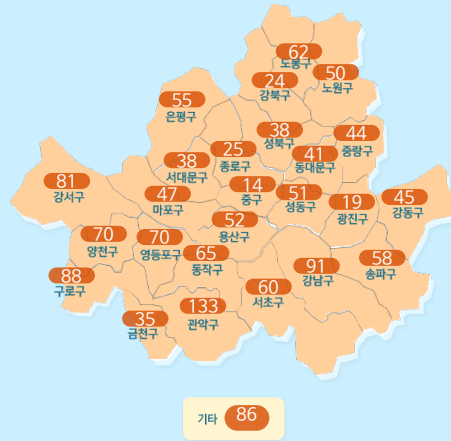 62
도봉구
50
노원구
24
강북구
55
은평구
38
성북구
44
중랑구
25
종로구
41
동대문구
38
서대문구
81
강서구
14
중구
47
마포구
51
성동구
19
광진구
45
강동구
52
용산구
70
양천구
70
영등포구
65
동작구
58
송파구
91
강남구
88
구로구
60
서초구
133
관악구
35
금천구
기타 86